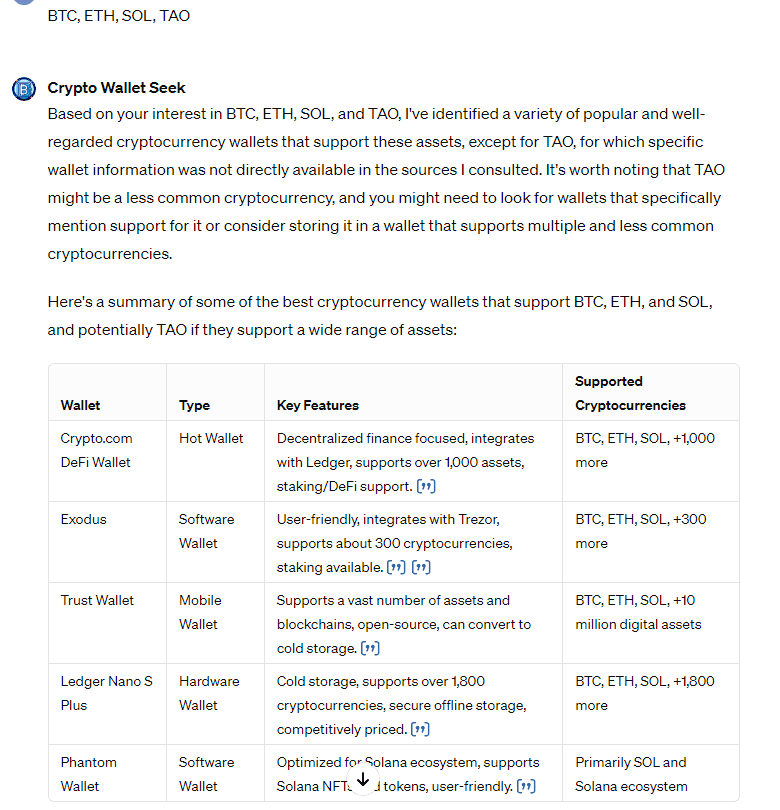 BTC, ETH, SOL, TAO
Crypto Wallet Seek
Based on your interest in BTC, ETH, SOL, and TAO, I've identified a variety of popular and well-
regarded cryptocurrency wallets that support these assets, except for TAO, for which specific
wallet information was not directly available in the sources I consulted. It's worth noting that TAO
might be a less common cryptocurrency, and you might need to look for wallets that specifically
mention support for it or consider storing it in a wallet that supports multiple and less common
cryptocurrencies.
Here's a summary of some of the best cryptocurrency wallets that support BTC, ETH, and SOL,
and potentially TAO if they support a wide range of assets:
Wallet
Type
Key Features
Supported
Cryptocurrencies
Crypto.com
DeFi Wallet
Hot Wallet
Decentralized finance focused, integrates
with Ledger, supports over 1,000 assets,
staking/DeFi support. ["]
BTC, ETH, SOL, +1,000
more
Exodus
Software
Wallet
User-friendly, integrates with Trezor,
supports about 300 cryptocurrencies,
staking available. ["] ["]
BTC, ETH, SOL, +300
more
Trust Wallet
Mobile
Wallet
Supports a vast number of assets and
blockchains, open-source, can convert to
cold storage. ["]
BTC, ETH, SOL, +10
million digital assets
Ledger Nano S
Plus
Hardware
Wallet
Cold storage, supports over 1,800
cryptocurrencies, secure offline storage,
competitively priced. ["]
BTC, ETH, SOL, +1,800
more
Phantom
Wallet
Software
Wallet
Optimized for Solana ecosystem, supports
Solana NFTs tokens, user-friendly. ["]
Primarily SOL and
Solana ecosystem